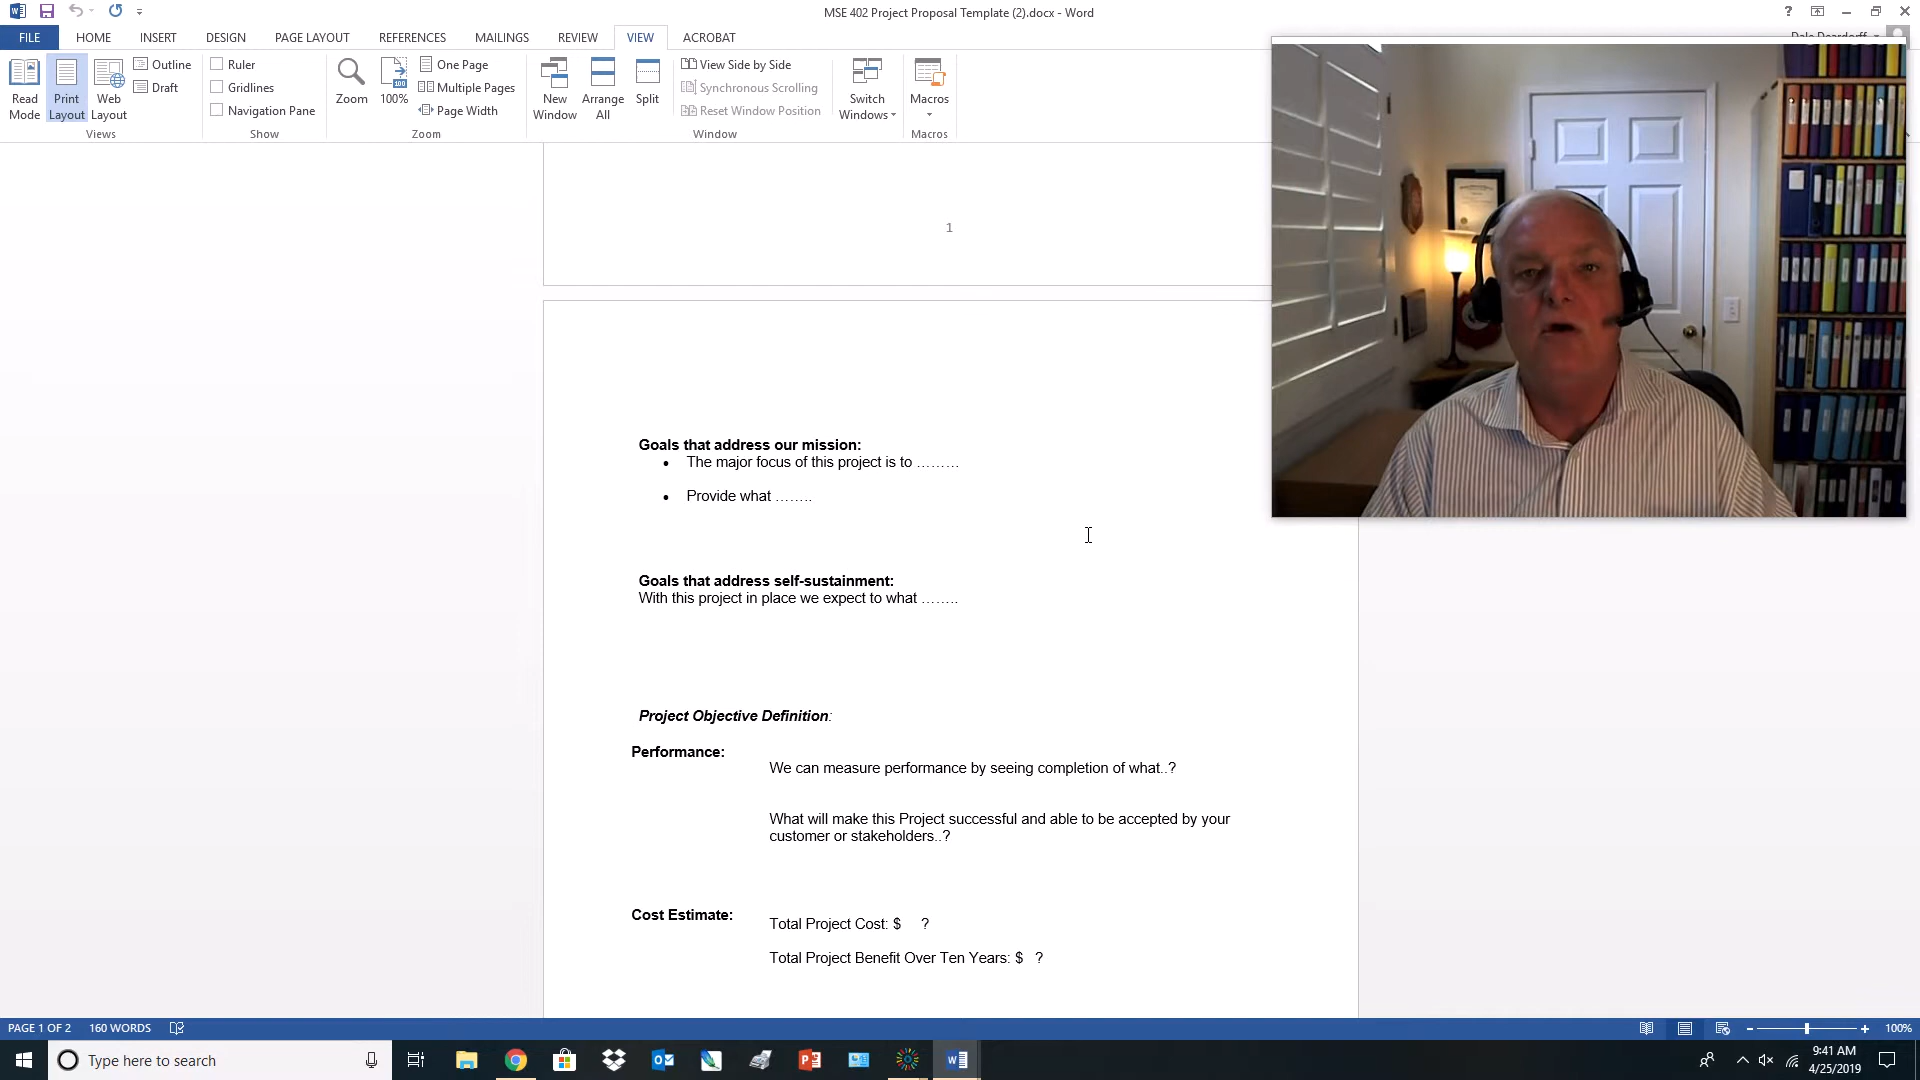 MSE 402 Project Proposal Template (2).docx - Word
FILE
HOME
INSERT
DESIGN
PAGE LAYOUT
REFERENCES
MAILINGS
REVIEW
VIEW
ACROBAT
Dale Deardorff
Read Mode
Print Layout
Web Layout
Outline
Draft
Views
Ruler
Gridlines
Navigation Pane
Show
Zoom
100%
One Page
Multiple Pages
Page Width
Zoom
New Window
Arrange All
Split
View Side by Side
Synchronous Scrolling
Reset Window Position
Window
Switch Windows
Macros
Macros
1
Goals that address our mission:
• The major focus of this project is to ………
• Provide what ……..
Goals that address self-sustainment:
With this project in place we expect to what ……..
Project Objective Definition:
Performance:
We can measure performance by seeing completion of what..?
What will make this Project successful and able to be accepted by your
customer or stakeholders..?
Cost Estimate:
Total Project Cost: $ ?
Total Project Benefit Over Ten Years: $ ?
PAGE 1 OF 2
160 WORDS
100%
Type here to search
9:41 AM
4/25/2019